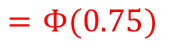 = Φ(0.75)